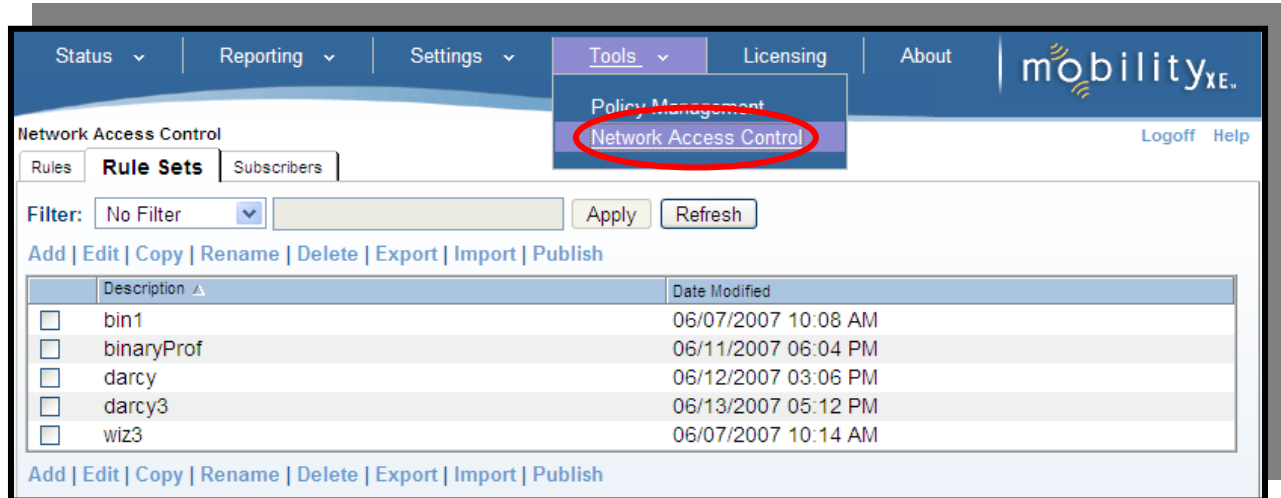 Status Reporting Settings Tools Licensing About mobilityXE™
Policy Management
Network Access Control
Network Access Control Logoff Help
Rules Rule Sets Subscribers
Filter: No Filter Apply Refresh
Add | Edit | Copy | Rename | Delete | Export | Import | Publish
Description Date Modified
bin1 06/07/2007 10:08 AM
binaryProf 06/11/2007 06:04 PM
darcy 06/12/2007 03:06 PM
darcy3 06/13/2007 05:12 PM
wiz3 06/07/2007 10:14 AM
Add | Edit | Copy | Rename | Delete | Export | Import | Publish